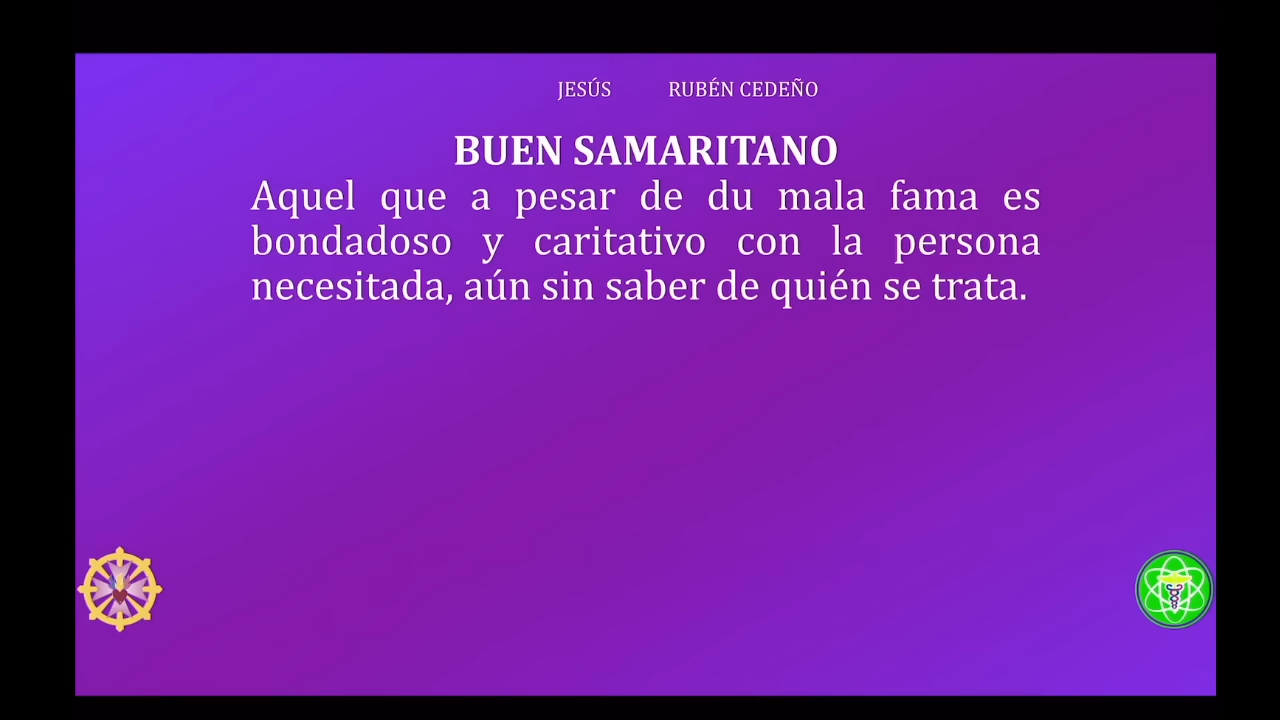 JESÚS RUBÉN CEDEÑO
BUEN SAMARITANO
Aquel que a pesar de du mala fama es
bondadoso y caritativo con la persona
necesitada, aún sin saber de quién se trata.